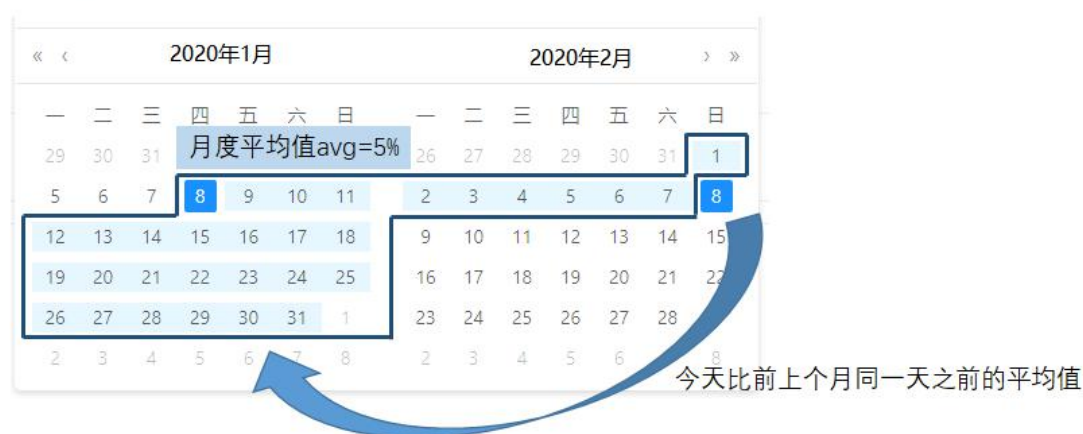 « ‹ 2020年1月 2020年2月 › »
一 二 三 四 五 六 日 一 二 三 四 五 六 日
月度平均值avg=5%
29 30 31 26 27 28 29 30 31 1
5 6 7 8 9 10 11 2 3 4 5 6 7 8
12 13 14 15 16 17 18 9 10 11 12 13 14 15
19 20 21 22 23 24 25 16 17 18 19 20 21 22
26 27 28 29 30 31 1 23 24 25 26 27 28
2 3 4 5 6 7 8 2 3 4 5 6 8
今天比前上个月同一天之前的平均值